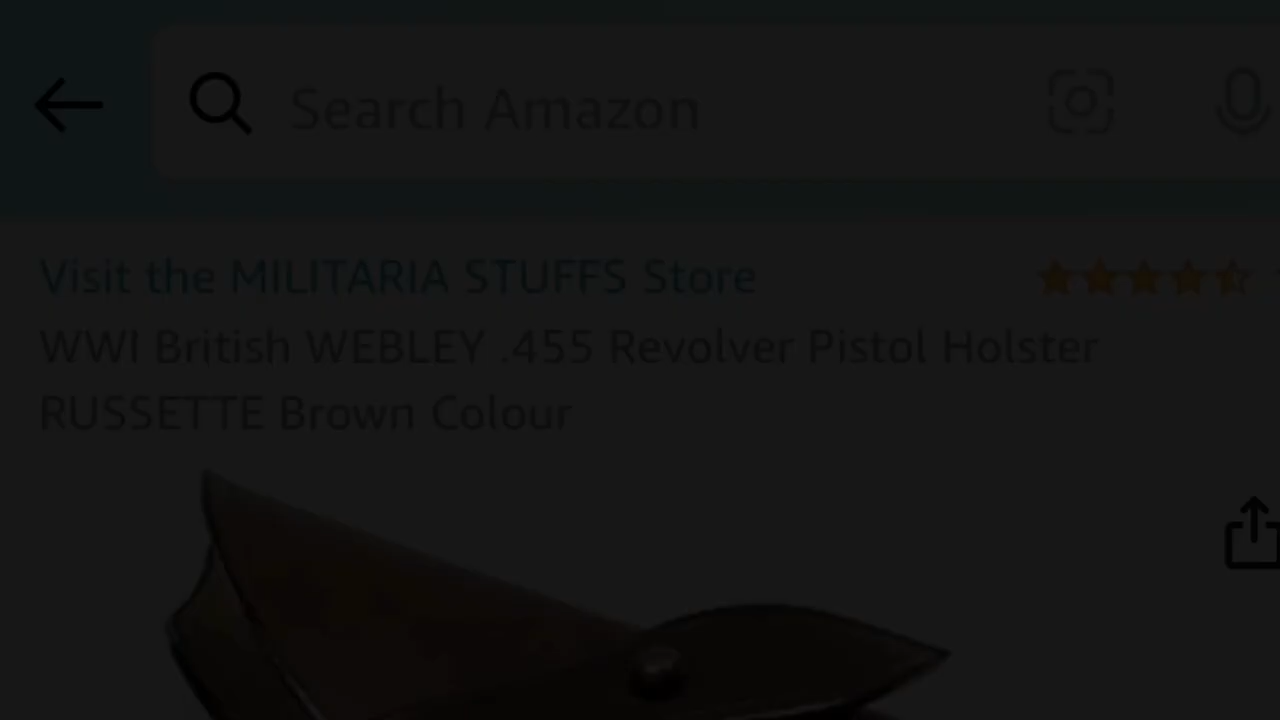 Search Amazon
Visit the MILITARIA STUFFS Store
WWI British WEBLEY .455 Revolver Pistol Holster
RUSSETTE Brown Colour